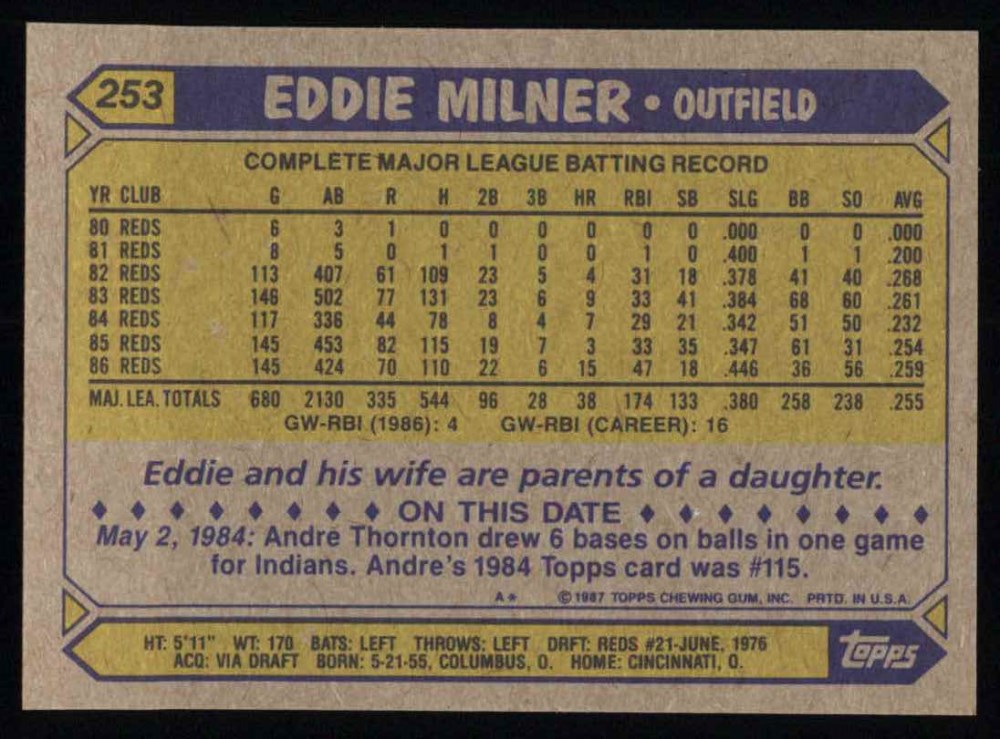 253
EDDIE MILNER • OUTFIELD
COMPLETE MAJOR LEAGUE BATTING RECORD
YR CLUB G AB R H 2B 3B HR RBI SB SLG BB SO AVG
80 REDS 6 3 1 0 0 0 0 0 0 .000 0 0 .000
81 REDS 8 5 0 1 1 0 0 1 0 .400 1 1 .200
82 REDS 113 407 61 109 23 5 4 31 18 .378 41 40 .268
83 REDS 146 502 77 131 23 6 9 33 41 .384 68 60 .261
84 REDS 117 336 44 78 8 4 7 29 21 .342 51 50 .232
85 REDS 145 453 82 115 19 7 3 33 35 .347 61 31 .254
86 REDS 145 424 70 110 22 6 15 47 18 .446 36 56 .259
MAJ. LEA. TOTALS 680 2130 335 544 96 28 38 174 133 .380 258 238 .255
GW-RBI (1986): 4 GW-RBI (CAREER): 16
Eddie and his wife are parents of a daughter.
♦ ♦ ♦ ♦ ♦ ♦ ♦ ♦ ON THIS DATE ♦ ♦ ♦ ♦ ♦ ♦ ♦ ♦
May 2, 1984: Andre Thornton drew 6 bases on balls in one game
for Indians. Andre's 1984 Topps card was #115.
A* © 1987 TOPPS CHEWING GUM, INC. PRTD. IN U.S.A.
HT: 5'11" WT: 170 BATS: LEFT THROWS: LEFT DRFT: REDS #21-JUNE, 1976
ACQ: VIA DRAFT BORN: 5-21-55, COLUMBUS, O. HOME: CINCINNATI, O.
topps